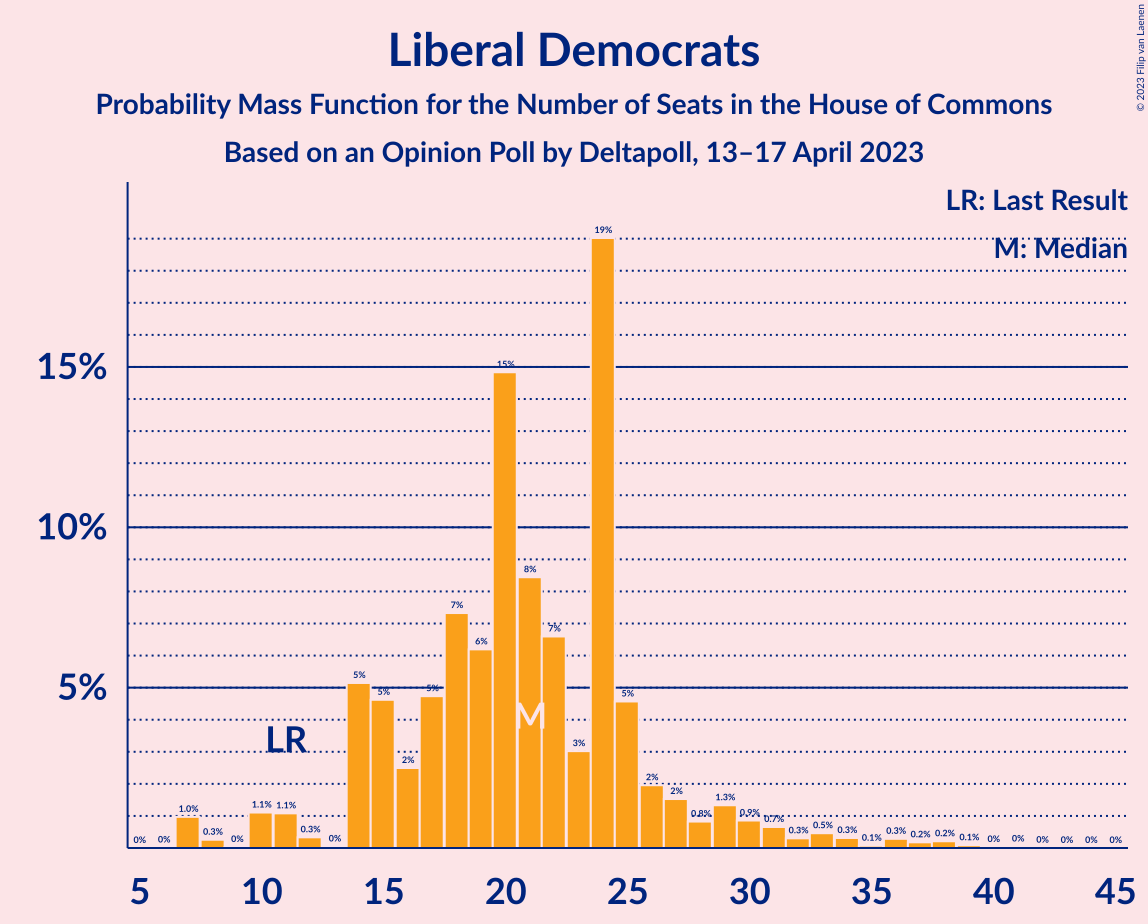 Liberal Democrats
Probability Mass Function for the Number of Seats in the House of Commons
Based on an Opinion Poll by Deltapoll, 13–17 April 2023
© 2023 Filip van Laenen
LR: Last Result
M: Median
15%
10%
5%
0% 0% 1.0% 0.3% 0% 1.1% 1.1% 0.3% 0% 5% 5% 2% 5% 7% 6% 15% 8% 7% 3% 19% 5% 2% 2% 0.8% 1.3% 0.9% 0.7% 0.3% 0.5% 0.3% 0.1% 0.3% 0.2% 0.2% 0.1% 0% 0% 0% 0% 0% 0%
LR
M
5 10 15 20 25 30 35 40 45